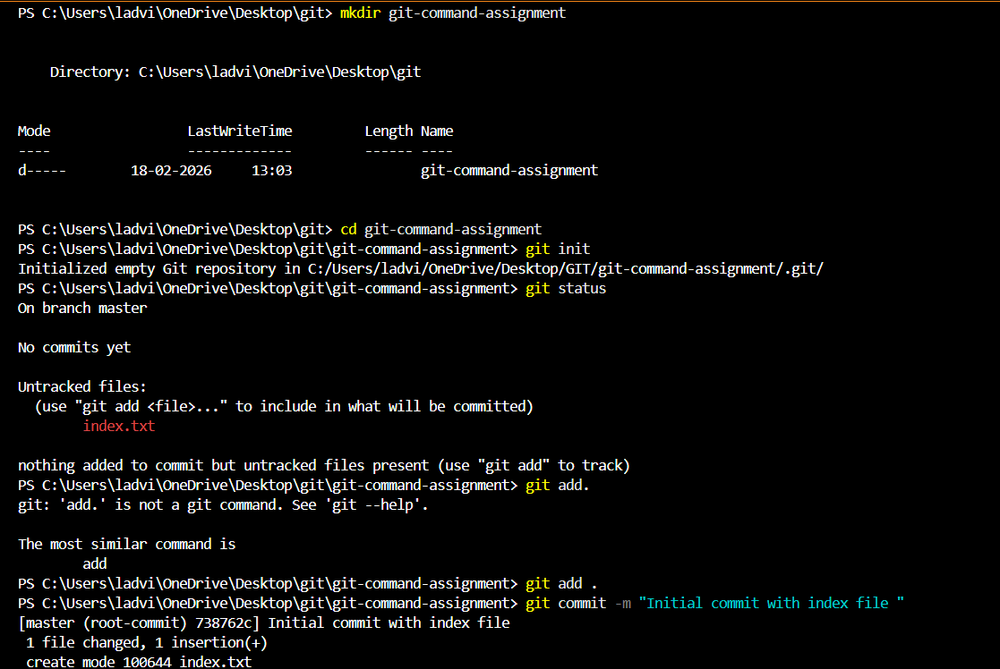 PS C:\Users\ladvi\OneDrive\Desktop\git> mkdir git-command-assignment
Directory: C:\Users\ladvi\OneDrive\Desktop\git
Mode                 LastWriteTime         Length Name
----                 -------------         ------ ----
d-----        18-02-2026     13:03                git-command-assignment
PS C:\Users\ladvi\OneDrive\Desktop\git> cd git-command-assignment
PS C:\Users\ladvi\OneDrive\Desktop\git\git-command-assignment> git init
Initialized empty Git repository in C:/Users/ladvi/OneDrive/Desktop/GIT/git-command-assignment/.git/
PS C:\Users\ladvi\OneDrive\Desktop\git\git-command-assignment> git status
On branch master
No commits yet
Untracked files:
  (use "git add <file>..." to include in what will be committed)
        index.txt
nothing added to commit but untracked files present (use "git add" to track)
PS C:\Users\ladvi\OneDrive\Desktop\git\git-command-assignment> git add.
git: 'add.' is not a git command. See 'git --help'.
The most similar command is
        add
PS C:\Users\ladvi\OneDrive\Desktop\git\git-command-assignment> git add .
PS C:\Users\ladvi\OneDrive\Desktop\git\git-command-assignment> git commit -m "Initial commit with index file "
[master (root-commit) 738762c] Initial commit with index file
 1 file changed, 1 insertion(+)
 create mode 100644 index.txt